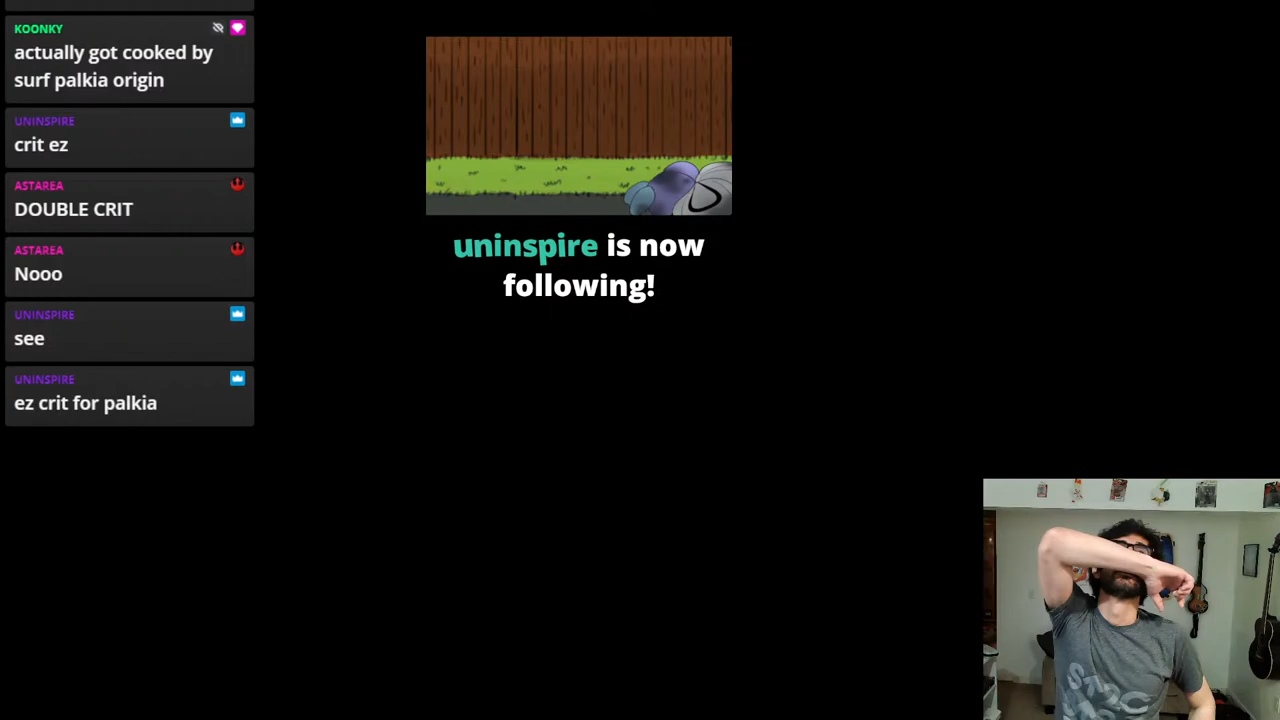 KOONKY
actually got cooked by
surf palkia origin
UNINSPIRE
crit ez
ASTAREA
DOUBLE CRIT
ASTAREA
Nooo
UNINSPIRE
see
UNINSPIRE
ez crit for palkia
uninspire is now
following!